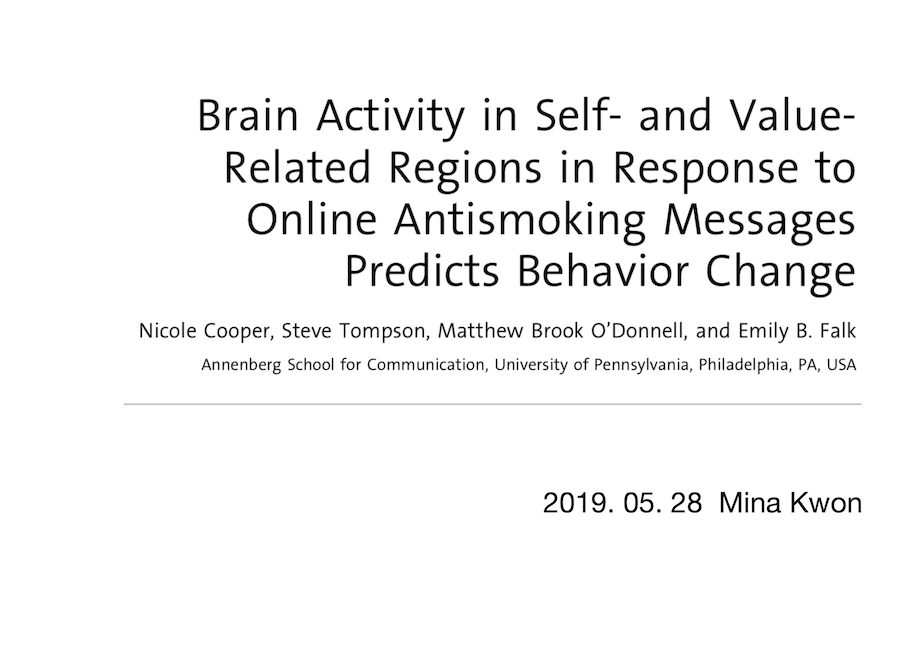 Brain Activity in Self- and Value-
Related Regions in Response to
Online Antismoking Messages
Predicts Behavior Change
Nicole Cooper, Steve Tompson, Matthew Brook O’Donnell, and Emily B. Falk
Annenberg School for Communication, University of Pennsylvania, Philadelphia, PA, USA
2019. 05. 28  Mina Kwon